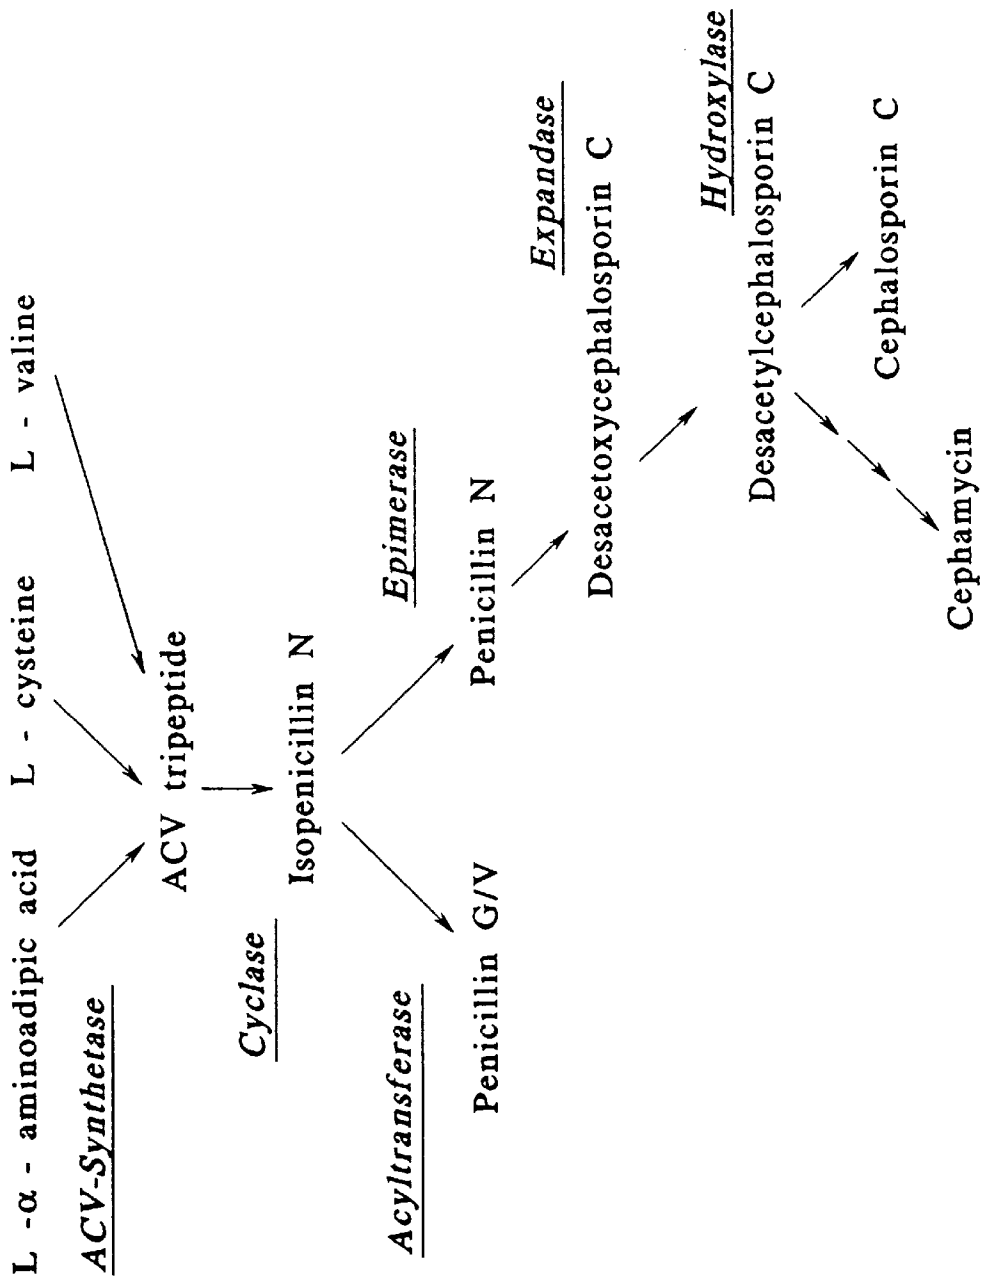 L -α - aminoadipic acid L - cysteine L - valine
ACV-Synthetase
ACV tripeptide
Cyclase
Isopenicillin N
Acyltransferase
Epimerase
Penicillin G/V
Penicillin N
Expandase
Desacetoxycephalosporin C
Hydroxylase
Desacetylcephalosporin C
Cephalosporin C
Cephamycin